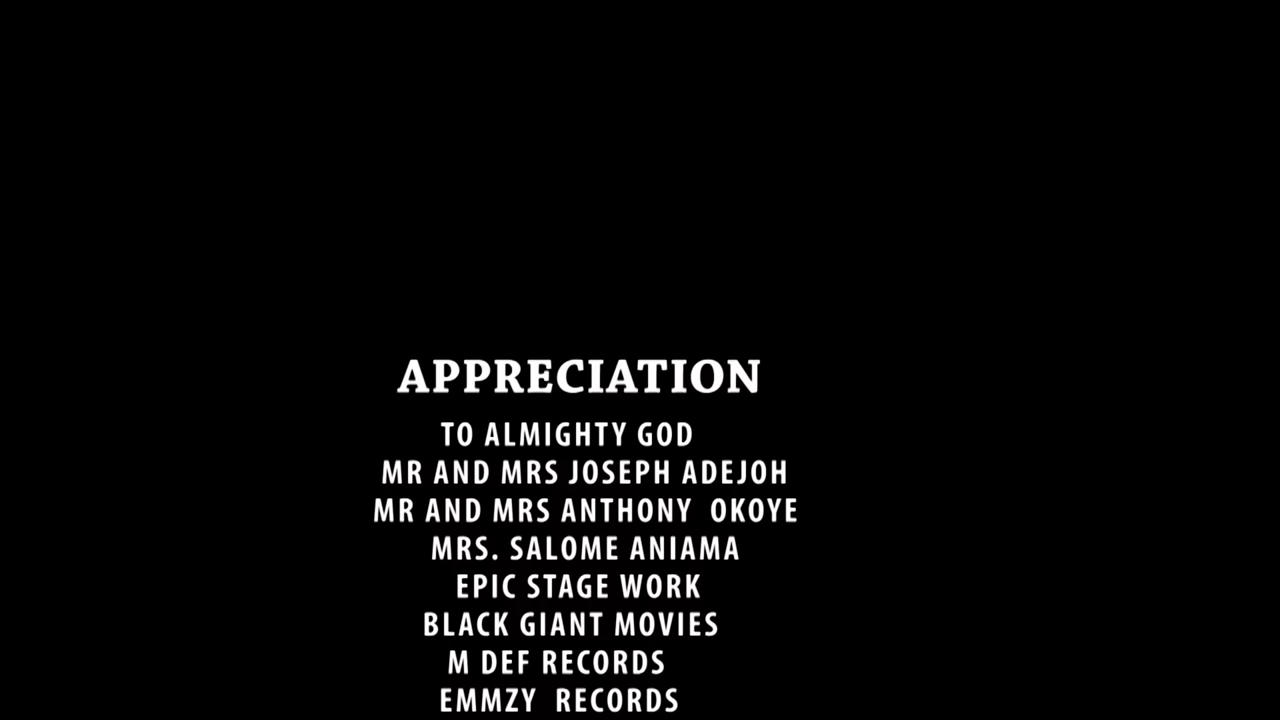 APPRECIATION
TO ALMIGHTY GOD
MR AND MRS JOSEPH ADEJOH
MR AND MRS ANTHONY  OKOYE
MRS. SALOME ANIAMA
EPIC STAGE WORK
BLACK GIANT MOVIES
M DEF RECORDS
EMMZY  RECORDS